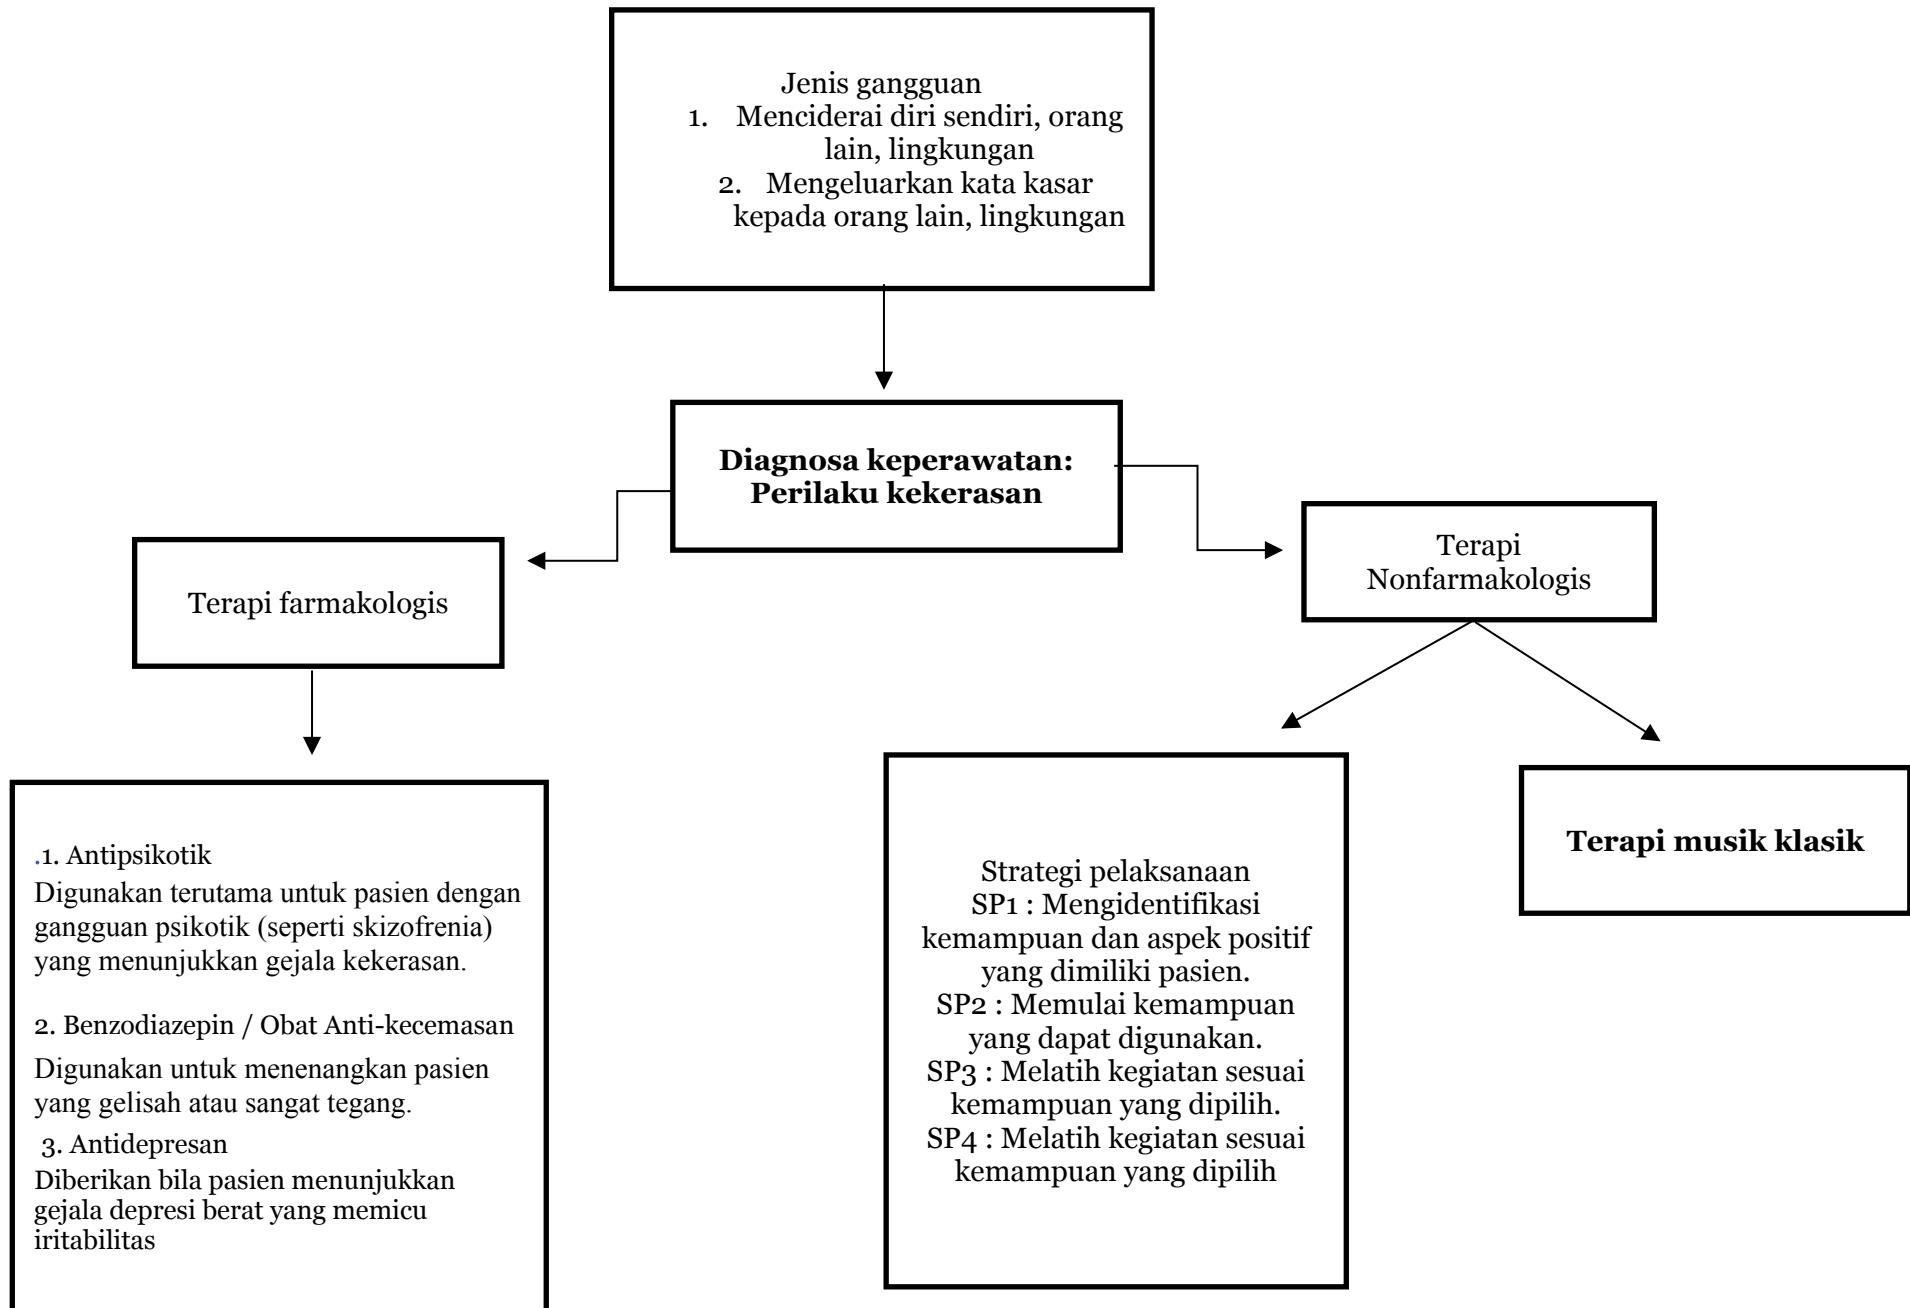 Jenis gangguan
1. Menciderai diri sendiri, orang
lain, lingkungan
2. Mengeluarkan kata kasar
kepada orang lain, lingkungan
Diagnosa keperawatan:
Perilaku kekerasan
Terapi farmakologis
Terapi
Nonfarmakologis
.1. Antipsikotik
Digunakan terutama untuk pasien dengan
gangguan psikotik (seperti skizofrenia)
yang menunjukkan gejala kekerasan.
2. Benzodiazepin / Obat Anti-kecemasan
Digunakan untuk menenangkan pasien
yang gelisah atau sangat tegang.
3. Antidepresan
Diberikan bila pasien menunjukkan
gejala depresi berat yang memicu
iritabilitas
Strategi pelaksanaan
SP1 : Mengidentifikasi
kemampuan dan aspek positif
yang dimiliki pasien.
SP2 : Memulai kemampuan
yang dapat digunakan.
SP3 : Melatih kegiatan sesuai
kemampuan yang dipilih.
SP4 : Melatih kegiatan sesuai
kemampuan yang dipilih
Terapi musik klasik